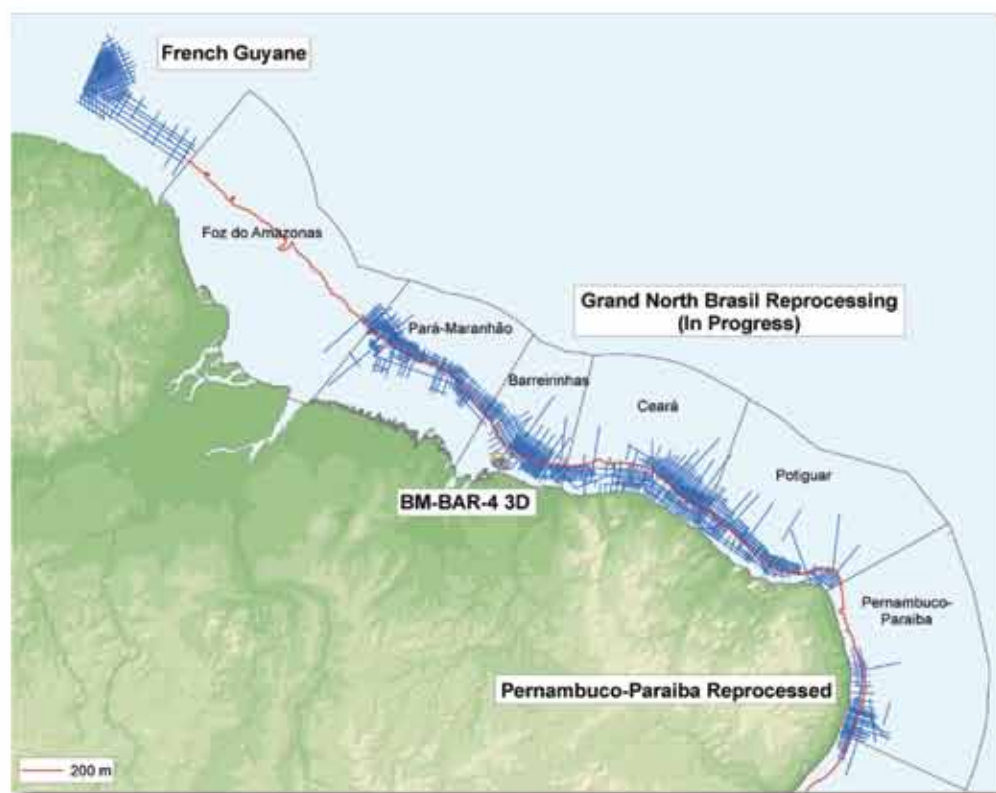 French Guyane
Foz do Amazonas
Grand North Brasil Reprocessing
(In Progress)
Pará-Maranhão
Barreirinhas
Ceará
Potiguar
BM-BAR-4 3D
Pernambuco-
Paraiba
Pernambuco-Paraiba Reprocessed
200 m